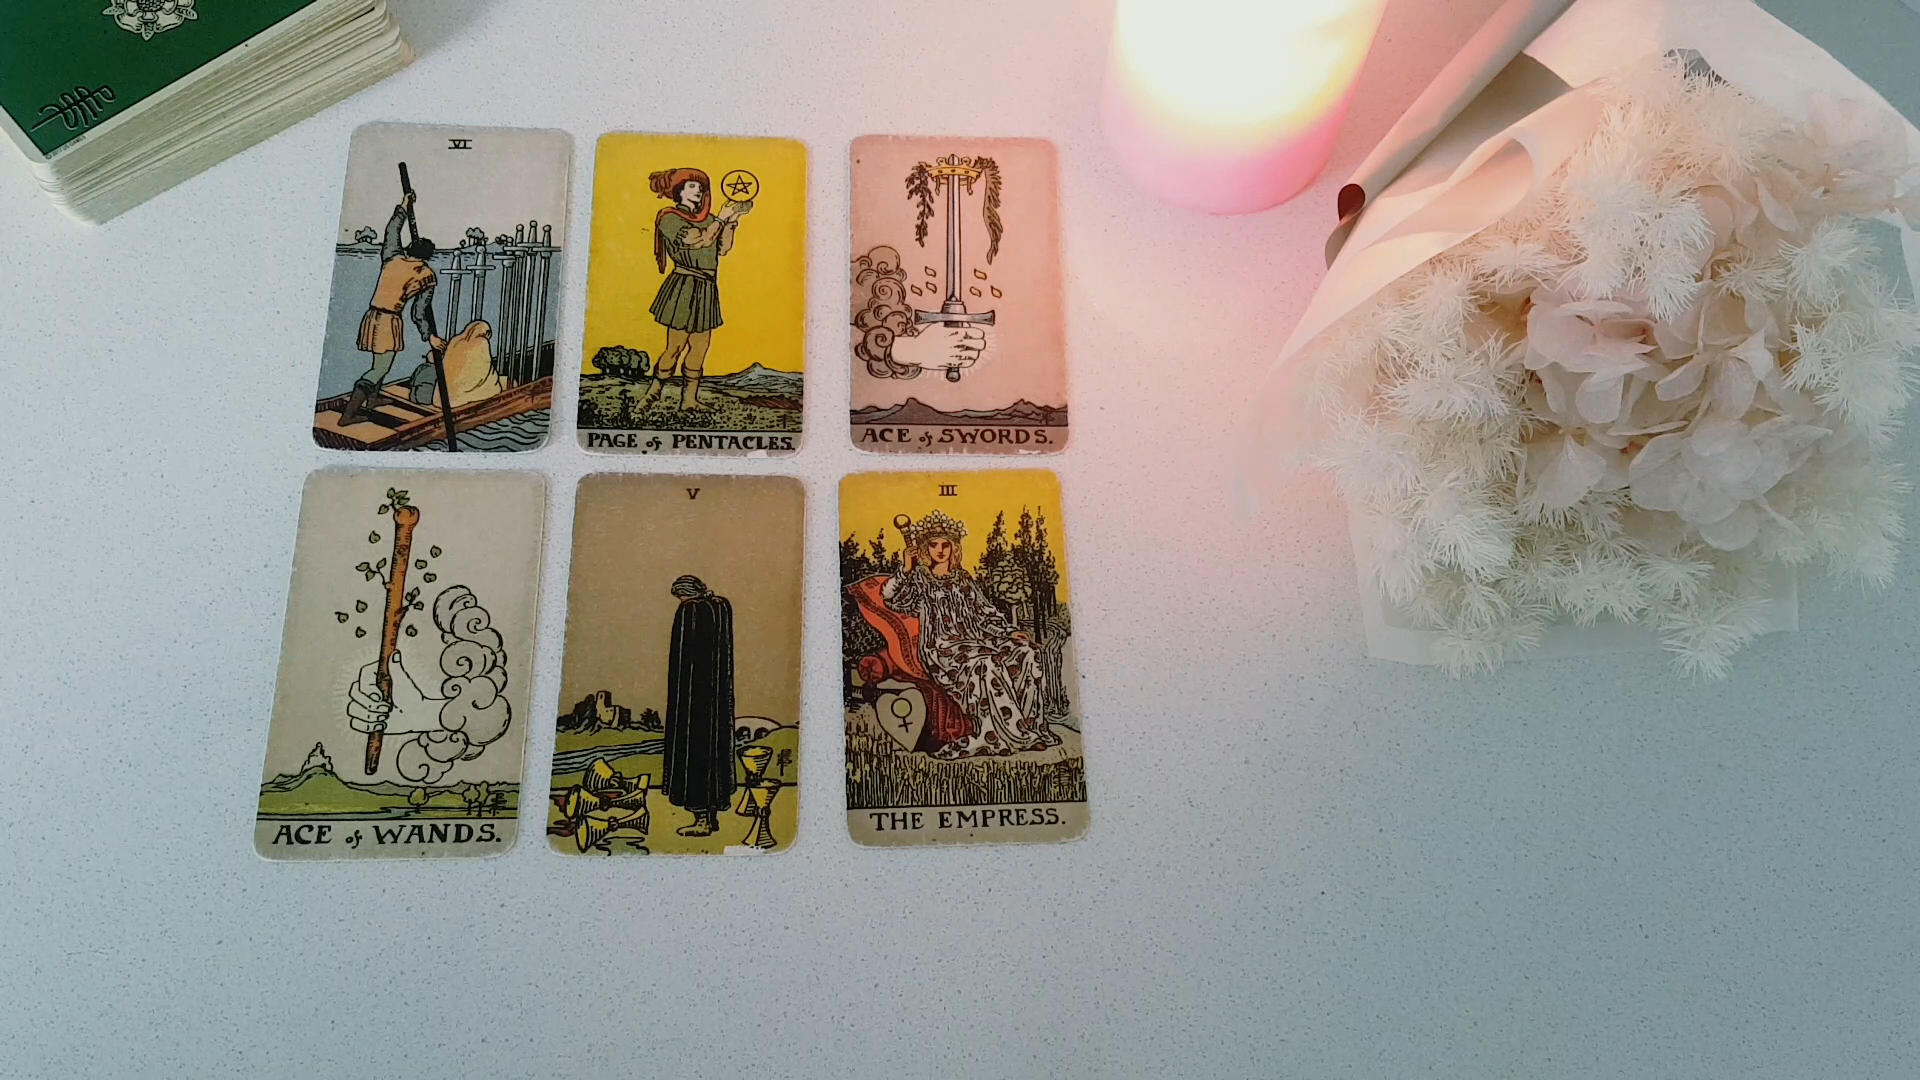 VI
PAGE of PENTACLES.
ACE of SWORDS.
ACE of WANDS.
V
III
THE EMPRESS.